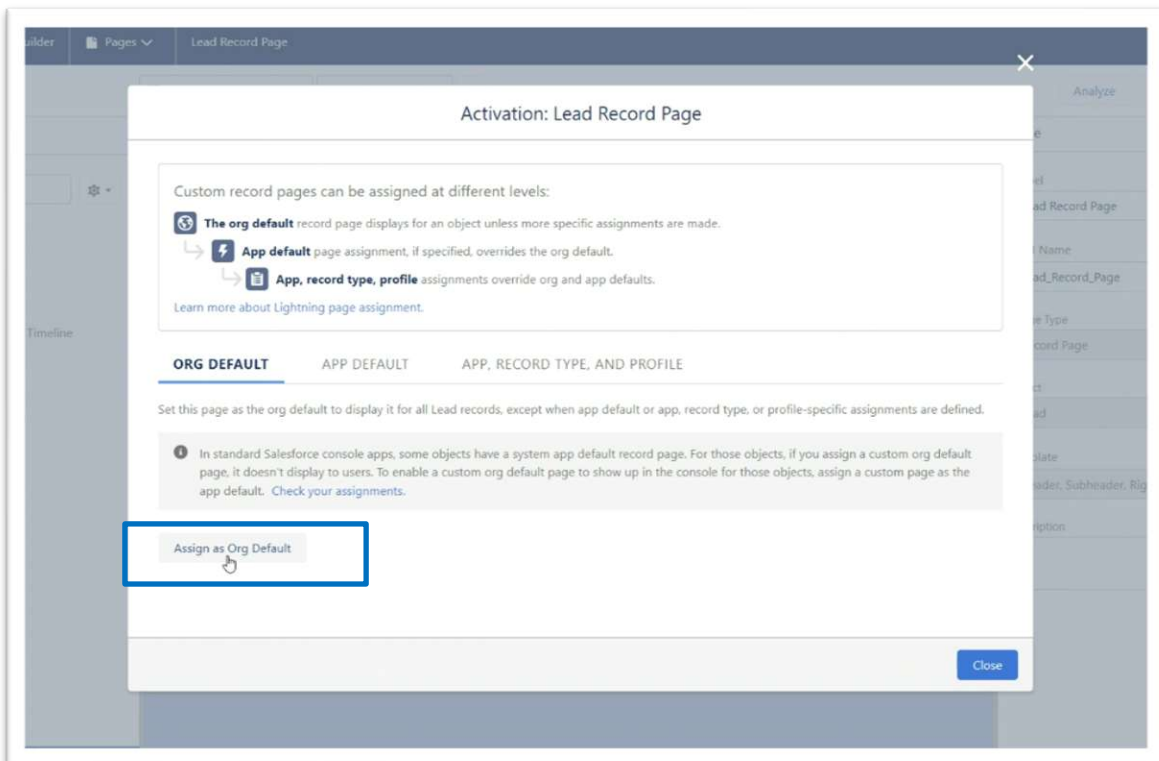 uilder
Pages
Lead Record Page
Analyze
Activation: Lead Record Page
Custom record pages can be assigned at different levels:
The org default record page displays for an object unless more specific assignments are made.
App default page assignment, if specified, overrides the org default.
App, record type, profile assignments override org and app defaults.
Learn more about Lightning page assignment.
ORG DEFAULT APP DEFAULT APP, RECORD TYPE, AND PROFILE
Set this page as the org default to display it for all Lead records, except when app default or app, record type, or profile-specific assignments are defined.
In standard Salesforce console apps, some objects have a system app default record page. For those objects, if you assign a custom org default
page, it doesn't display to users. To enable a custom org default page to show up in the console for those objects, assign a custom page as the
app default. Check your assignments.
Assign as Org Default
Close
Timeline
e
el
ad Record Page
Name
ad_Record_Page
e Type
cord Page
ct
ad
plate
ader, Subheader, Rig
ription